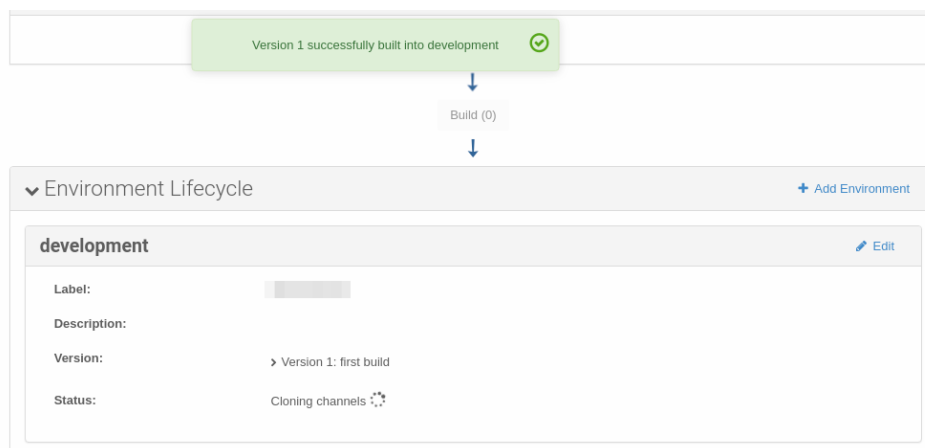 Version 1 successfully built into development
Build (0)
Environment Lifecycle
Add Environment
development
Edit
Label:
Description:
Version:
Version 1: first build
Status:
Cloning channels